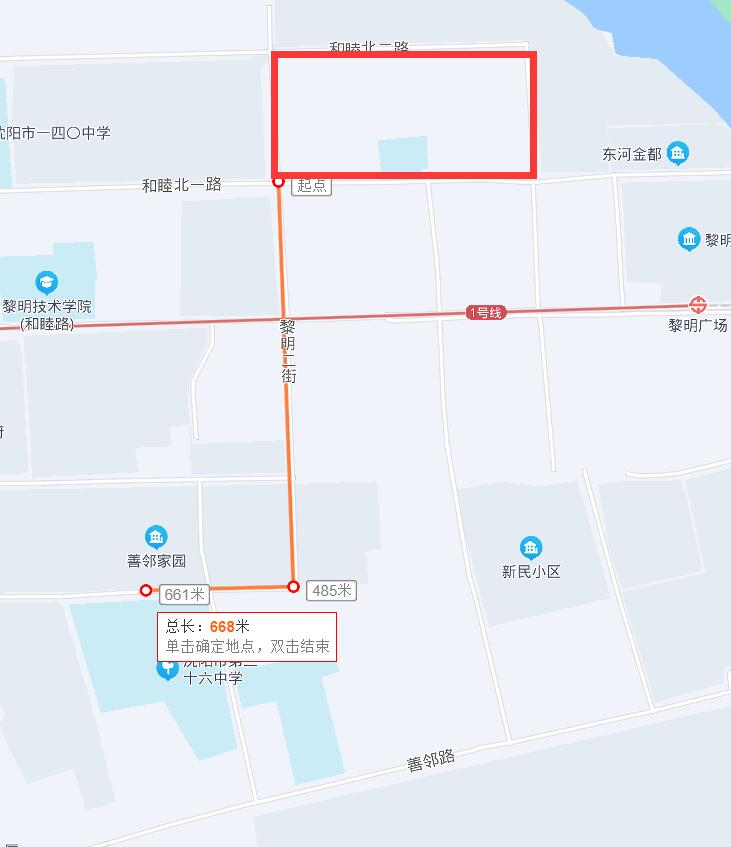 和睦北二路
沈阳市一四〇中学
东河金都
和睦北一路
起点
黎明
黎明技术学院
(和睦路)
1号线
黎明广场
黎明二街
善邻家园
新民小区
661米
485米
总长：668米
单击确定地点，双击结束
沈阳市第三
十六中学
善邻路